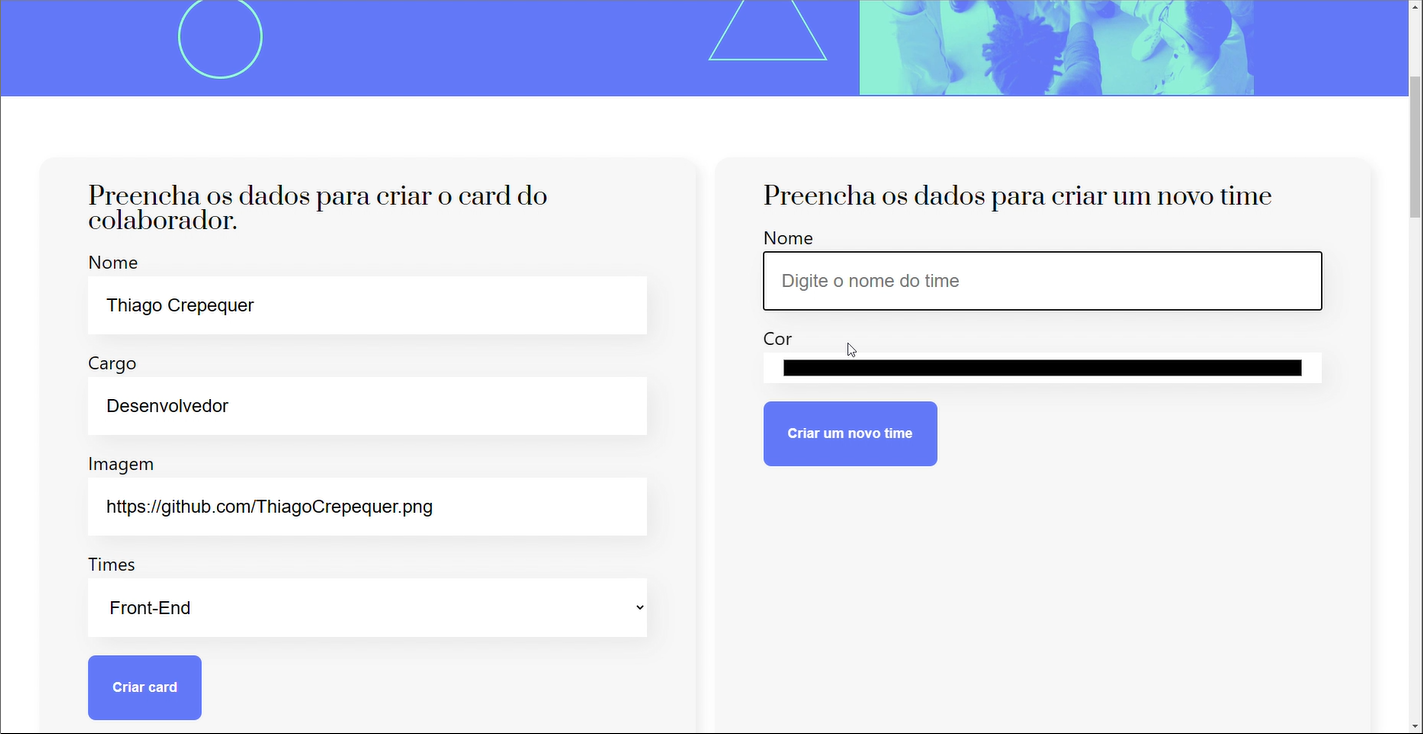 Preencha os dados para criar o card do
colaborador.
Nome
Thiago Crepequer
Cargo
Desenvolvedor
Imagem
https://github.com/ThiagoCrepequer.png
Times
Front-End
Criar card
Preencha os dados para criar um novo time
Nome
Digite o nome do time
Cor
Criar um novo time